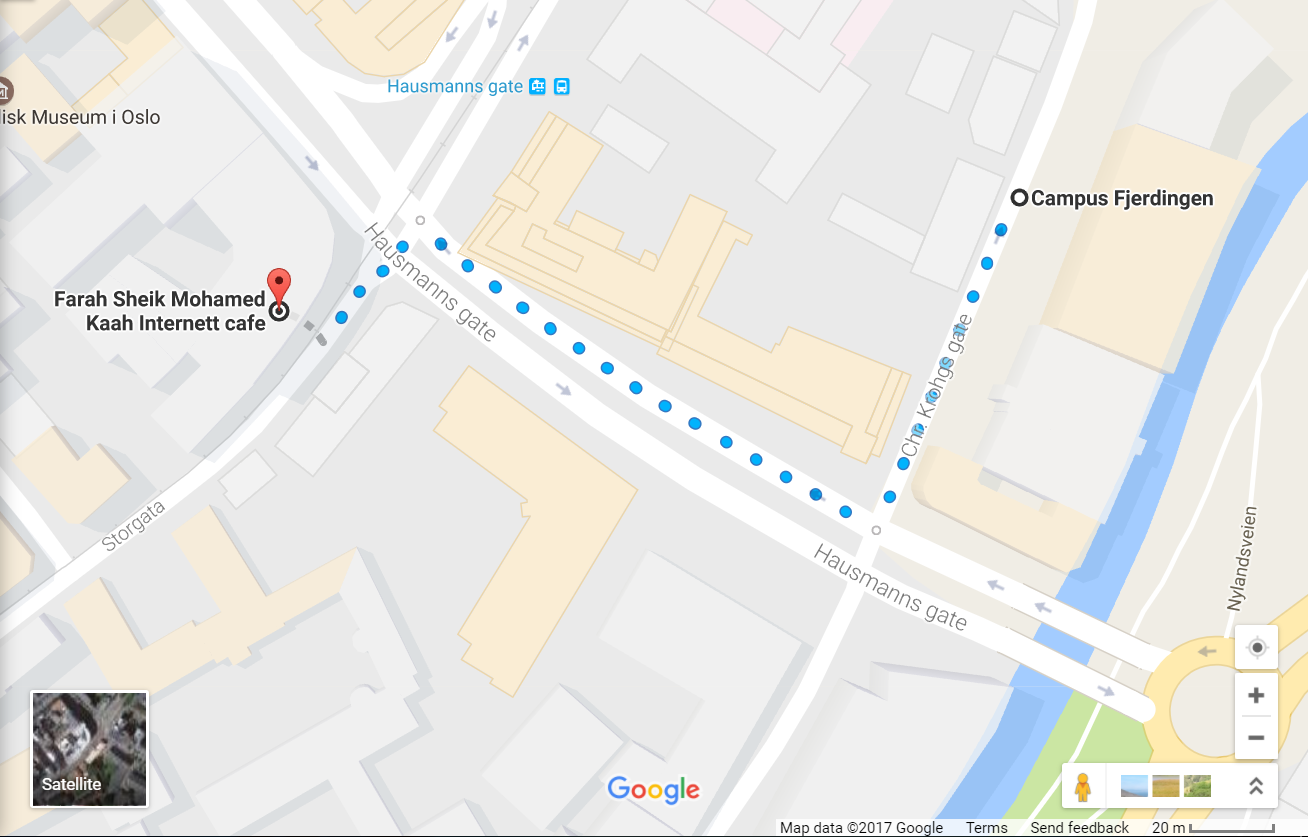 Hausmanns gate
disk Museum i Oslo
Campus Fjerdingen
Hausmanns gate
Farah Sheik Mohamed
Kaah Internett cafe
Chr. Krohgs gate
Storgata
Hausmanns gate
Nylandsveien
Satellite
Google
Map data ©2017 Google
Terms
Send feedback
20 m